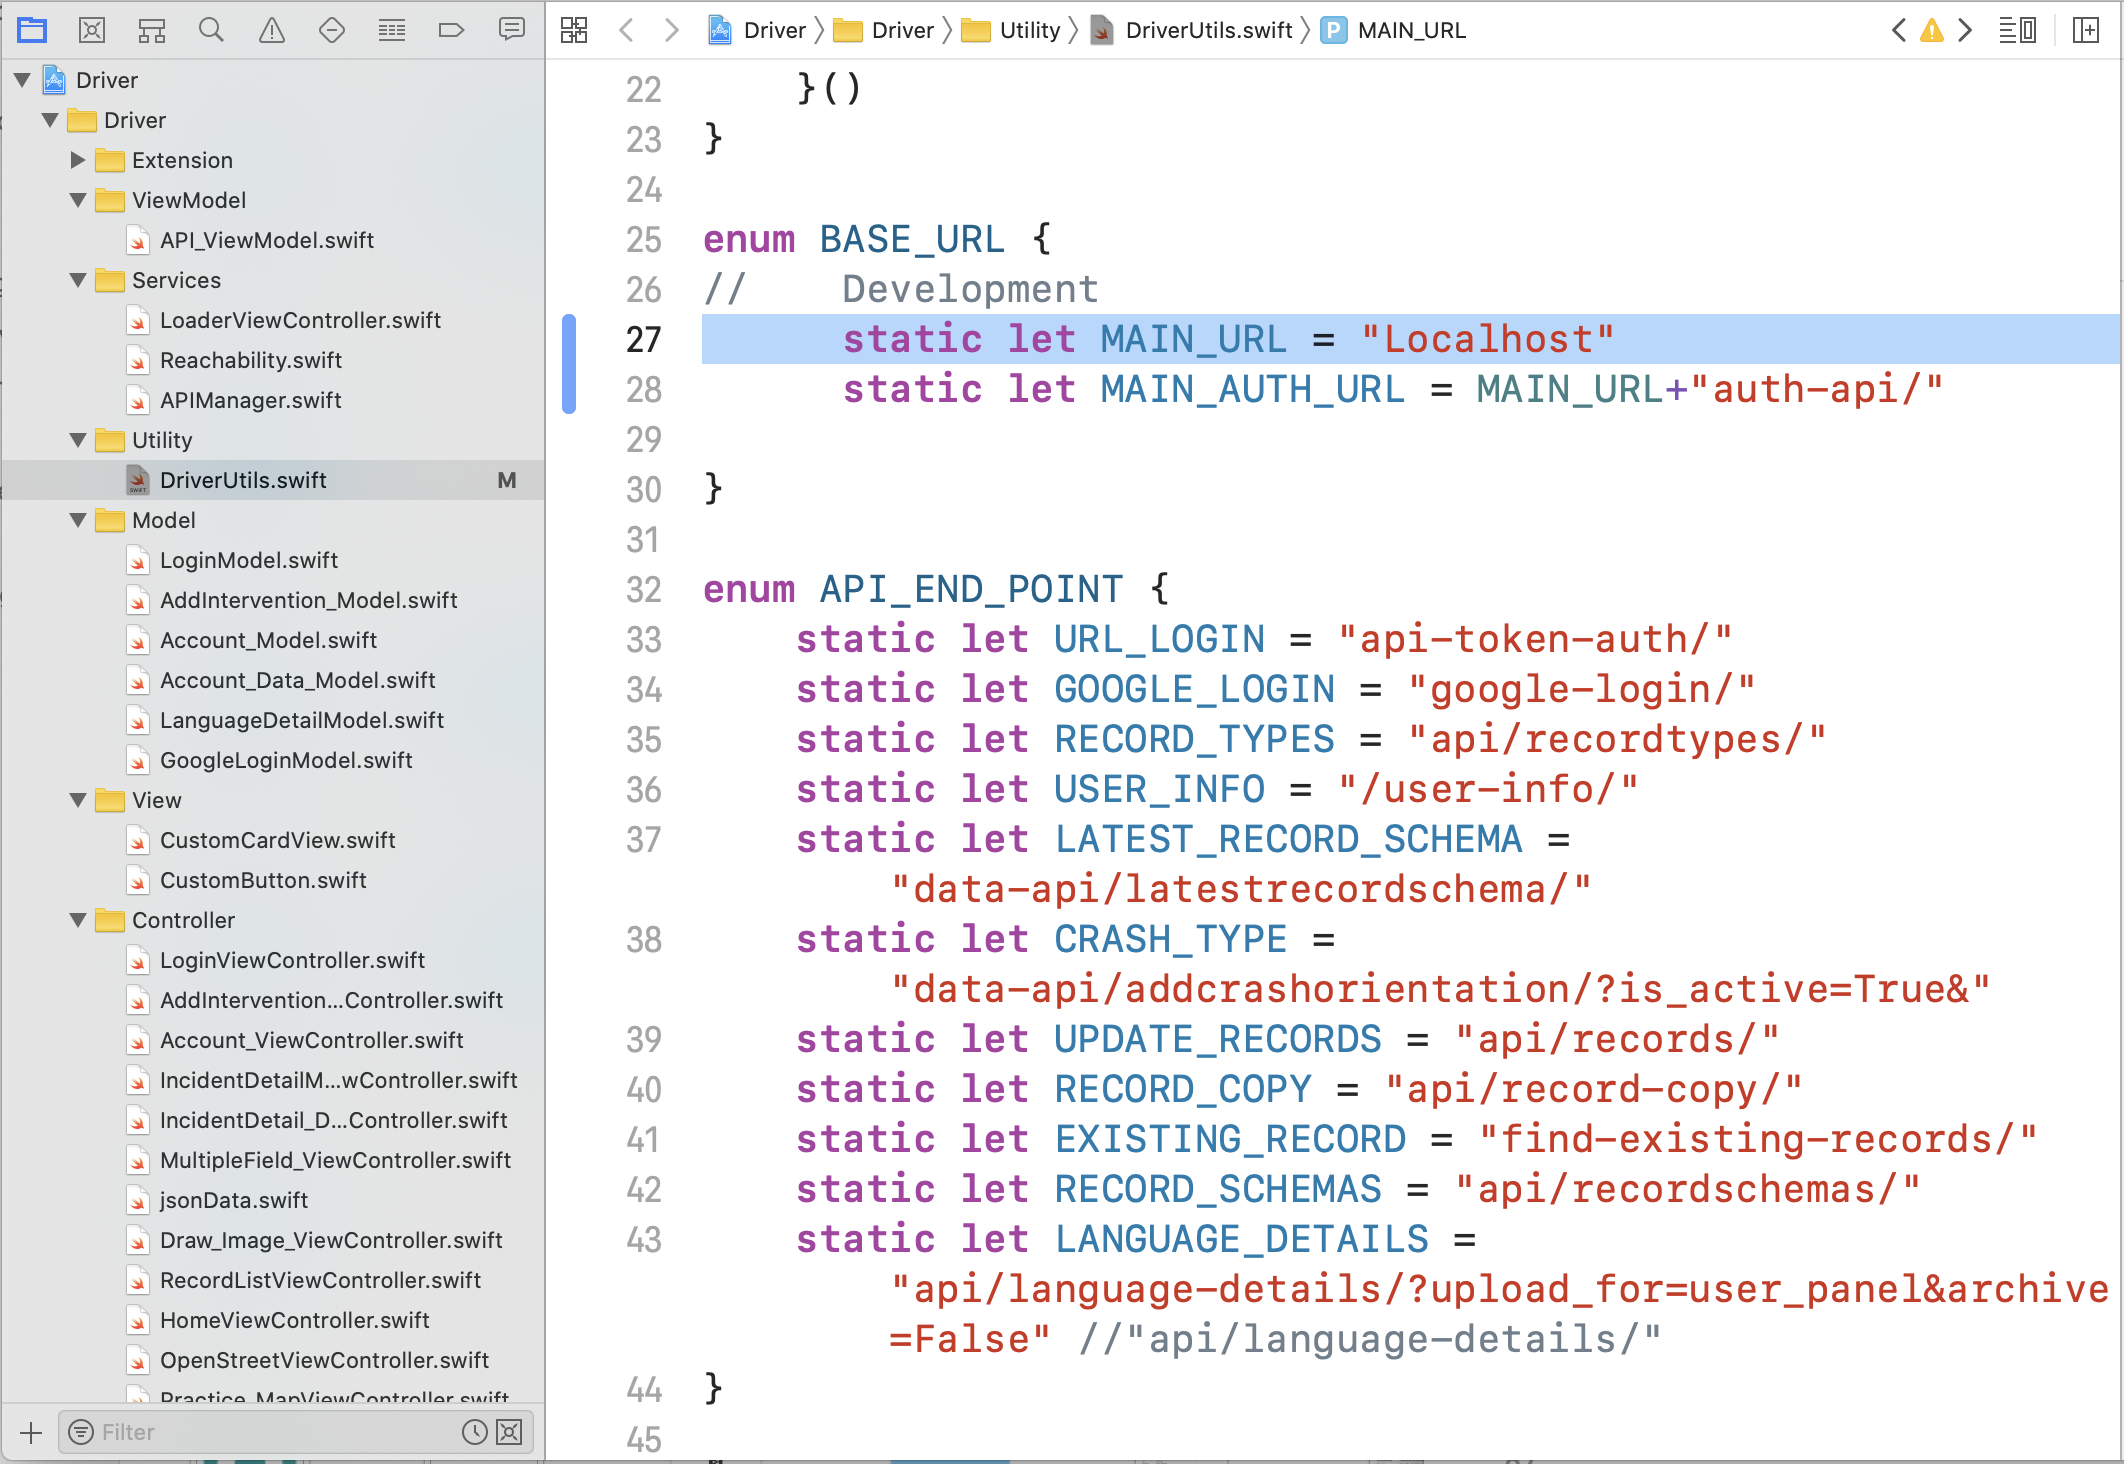 Driver
Driver
Extension
ViewModel
API_ViewModel.swift
Services
LoaderViewController.swift
Reachability.swift
APIManager.swift
Utility
DriverUtils.swift M
Model
LoginModel.swift
AddIntervention_Model.swift
Account_Model.swift
Account_Data_Model.swift
LanguageDetailModel.swift
GoogleLoginModel.swift
View
CustomCardView.swift
CustomButton.swift
Controller
LoginViewController.swift
AddIntervention...Controller.swift
Account_ViewController.swift
IncidentDetailM...wController.swift
IncidentDetail_D...Controller.swift
MultipleField_ViewController.swift
jsonData.swift
Draw_Image_ViewController.swift
RecordListViewController.swift
HomeViewController.swift
OpenStreetViewController.swift
Practice_MapViewController.swift
Filter
Driver Driver Utility DriverUtils.swift P MAIN_URL
22 }()
23 }
24
25 enum BASE_URL {
26 // Development
27 static let MAIN_URL = "Localhost"
28 static let MAIN_AUTH_URL = MAIN_URL+"auth-api/"
29
30 }
31
32 enum API_END_POINT {
33 static let URL_LOGIN = "api-token-auth/"
34 static let GOOGLE_LOGIN = "google-login/"
35 static let RECORD_TYPES = "api/recordtypes/"
36 static let USER_INFO = "/user-info/"
37 static let LATEST_RECORD_SCHEMA =
"data-api/latestrecordschema/"
38 static let CRASH_TYPE =
"data-api/addcrashorientation/?is_active=True&"
39 static let UPDATE_RECORDS = "api/records/"
40 static let RECORD_COPY = "api/record-copy/"
41 static let EXISTING_RECORD = "find-existing-records/"
42 static let RECORD_SCHEMAS = "api/recordschemas/"
43 static let LANGUAGE_DETAILS =
"api/language-details/?upload_for=user_panel&archive
=False" //"api/language-details/"
44 }
45